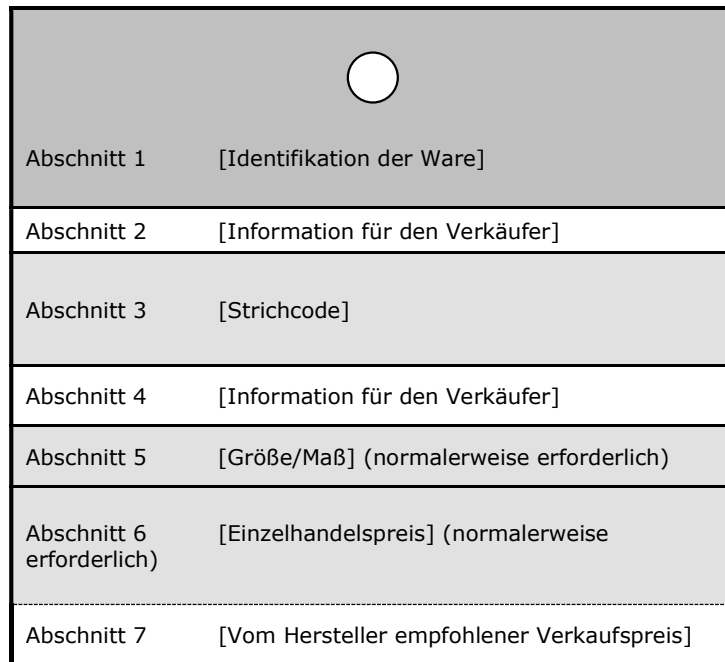 Abschnitt 1 [Identifikation der Ware]
Abschnitt 2 [Information für den Verkäufer]
Abschnitt 3 [Strichcode]
Abschnitt 4 [Information für den Verkäufer]
Abschnitt 5 [Größe/Maß] (normalerweise erforderlich)
Abschnitt 6 [Einzelhandelspreis] (normalerweise
erforderlich)
Abschnitt 7 [Vom Hersteller empfohlener Verkaufspreis]